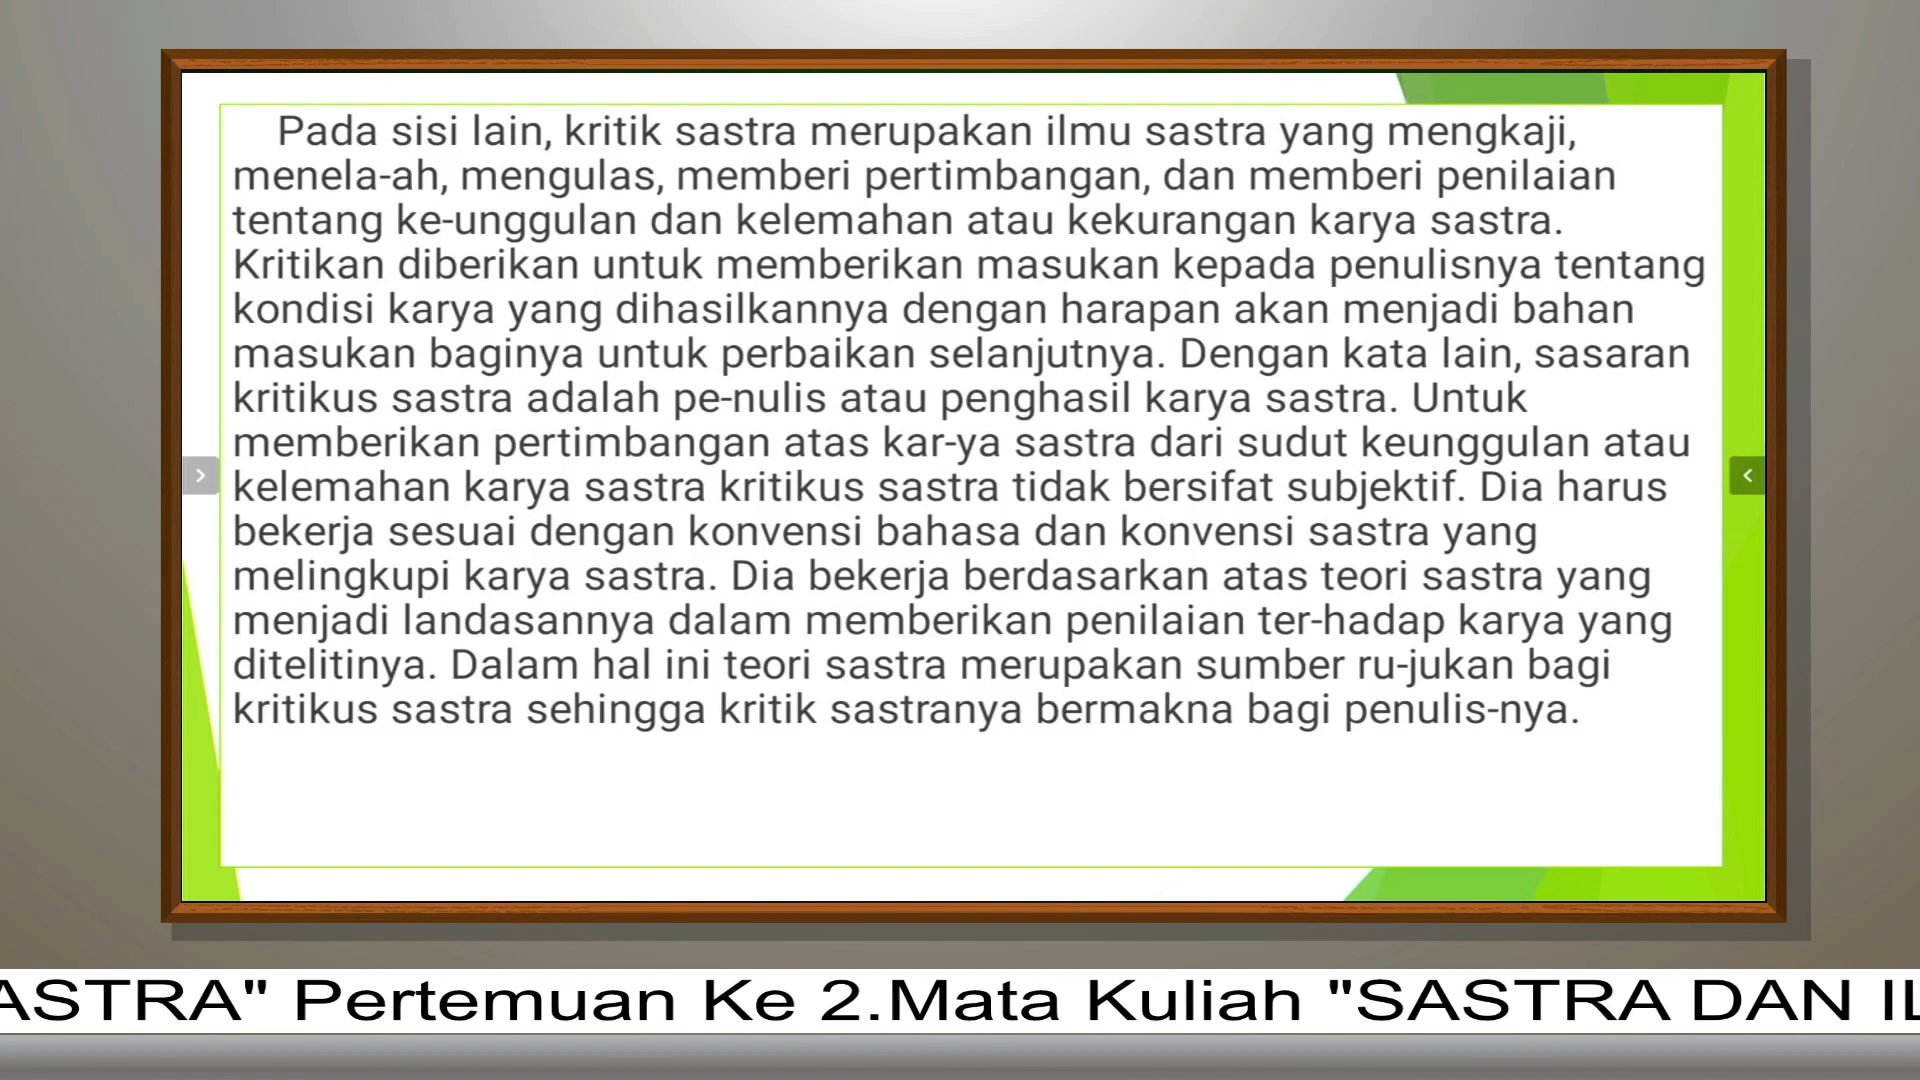 Pada sisi lain, kritik sastra merupakan ilmu sastra yang mengkaji,
menela-ah, mengulas, memberi pertimbangan, dan memberi penilaian
tentang ke-unggulan dan kelemahan atau kekurangan karya sastra.
Kritikan diberikan untuk memberikan masukan kepada penulisnya tentang
kondisi karya yang dihasilkannya dengan harapan akan menjadi bahan
masukan baginya untuk perbaikan selanjutnya. Dengan kata lain, sasaran
kritikus sastra adalah pe-nulis atau penghasil karya sastra. Untuk
memberikan pertimbangan atas kar-ya sastra dari sudut keunggulan atau
kelemahan karya sastra kritikus sastra tidak bersifat subjektif. Dia harus
bekerja sesuai dengan konvensi bahasa dan konvensi sastra yang
melingkupi karya sastra. Dia bekerja berdasarkan atas teori sastra yang
menjadi landasannya dalam memberikan penilaian ter-hadap karya yang
ditelitinya. Dalam hal ini teori sastra merupakan sumber ru-jukan bagi
kritikus sastra sehingga kritik sastranya bermakna bagi penulis-nya.
ASTRA" Pertemuan Ke 2.Mata Kuliah "SASTRA DAN IL